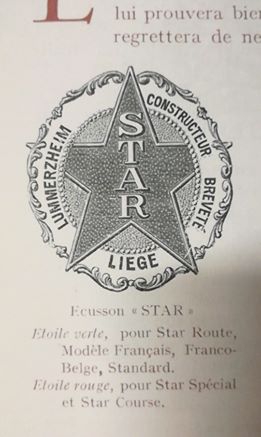 L
lui prouvera bien
regrettera de ne
LUMMERZHEIM
CONSTRUCTEUR
BREVETÉ
STAR
LIEGE
Ecusson « STAR »
Etoile verte, pour Star Route,
Modèle Français, Franco-
Belge, Standard.
Etoile rouge, pour Star Spécial
et Star Course.